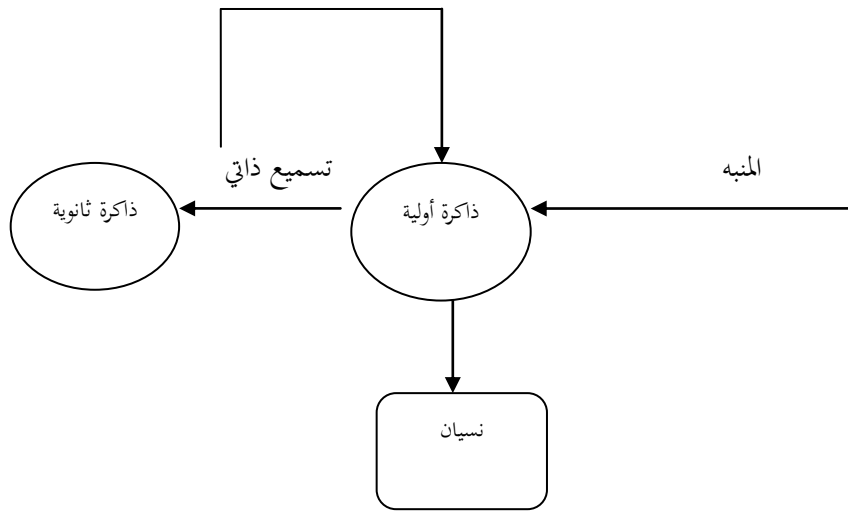 المنبه
تسميع ذاتي
ذاكرة أولية
ذاكرة ثانوية
نسيان